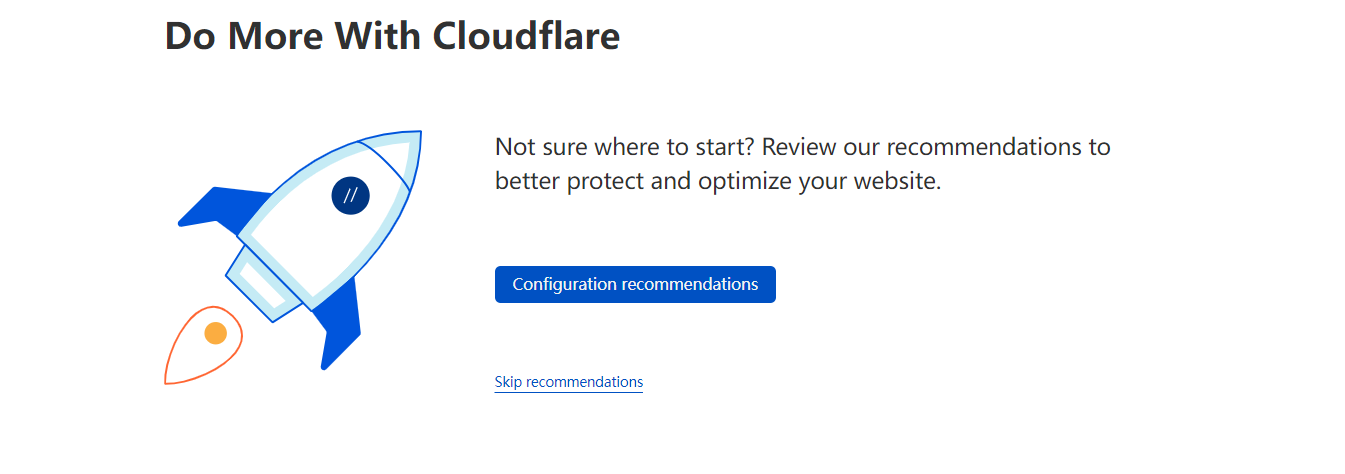 Do More With Cloudflare
Not sure where to start? Review our recommendations to
better protect and optimize your website.
//
Configuration recommendations
Skip recommendations